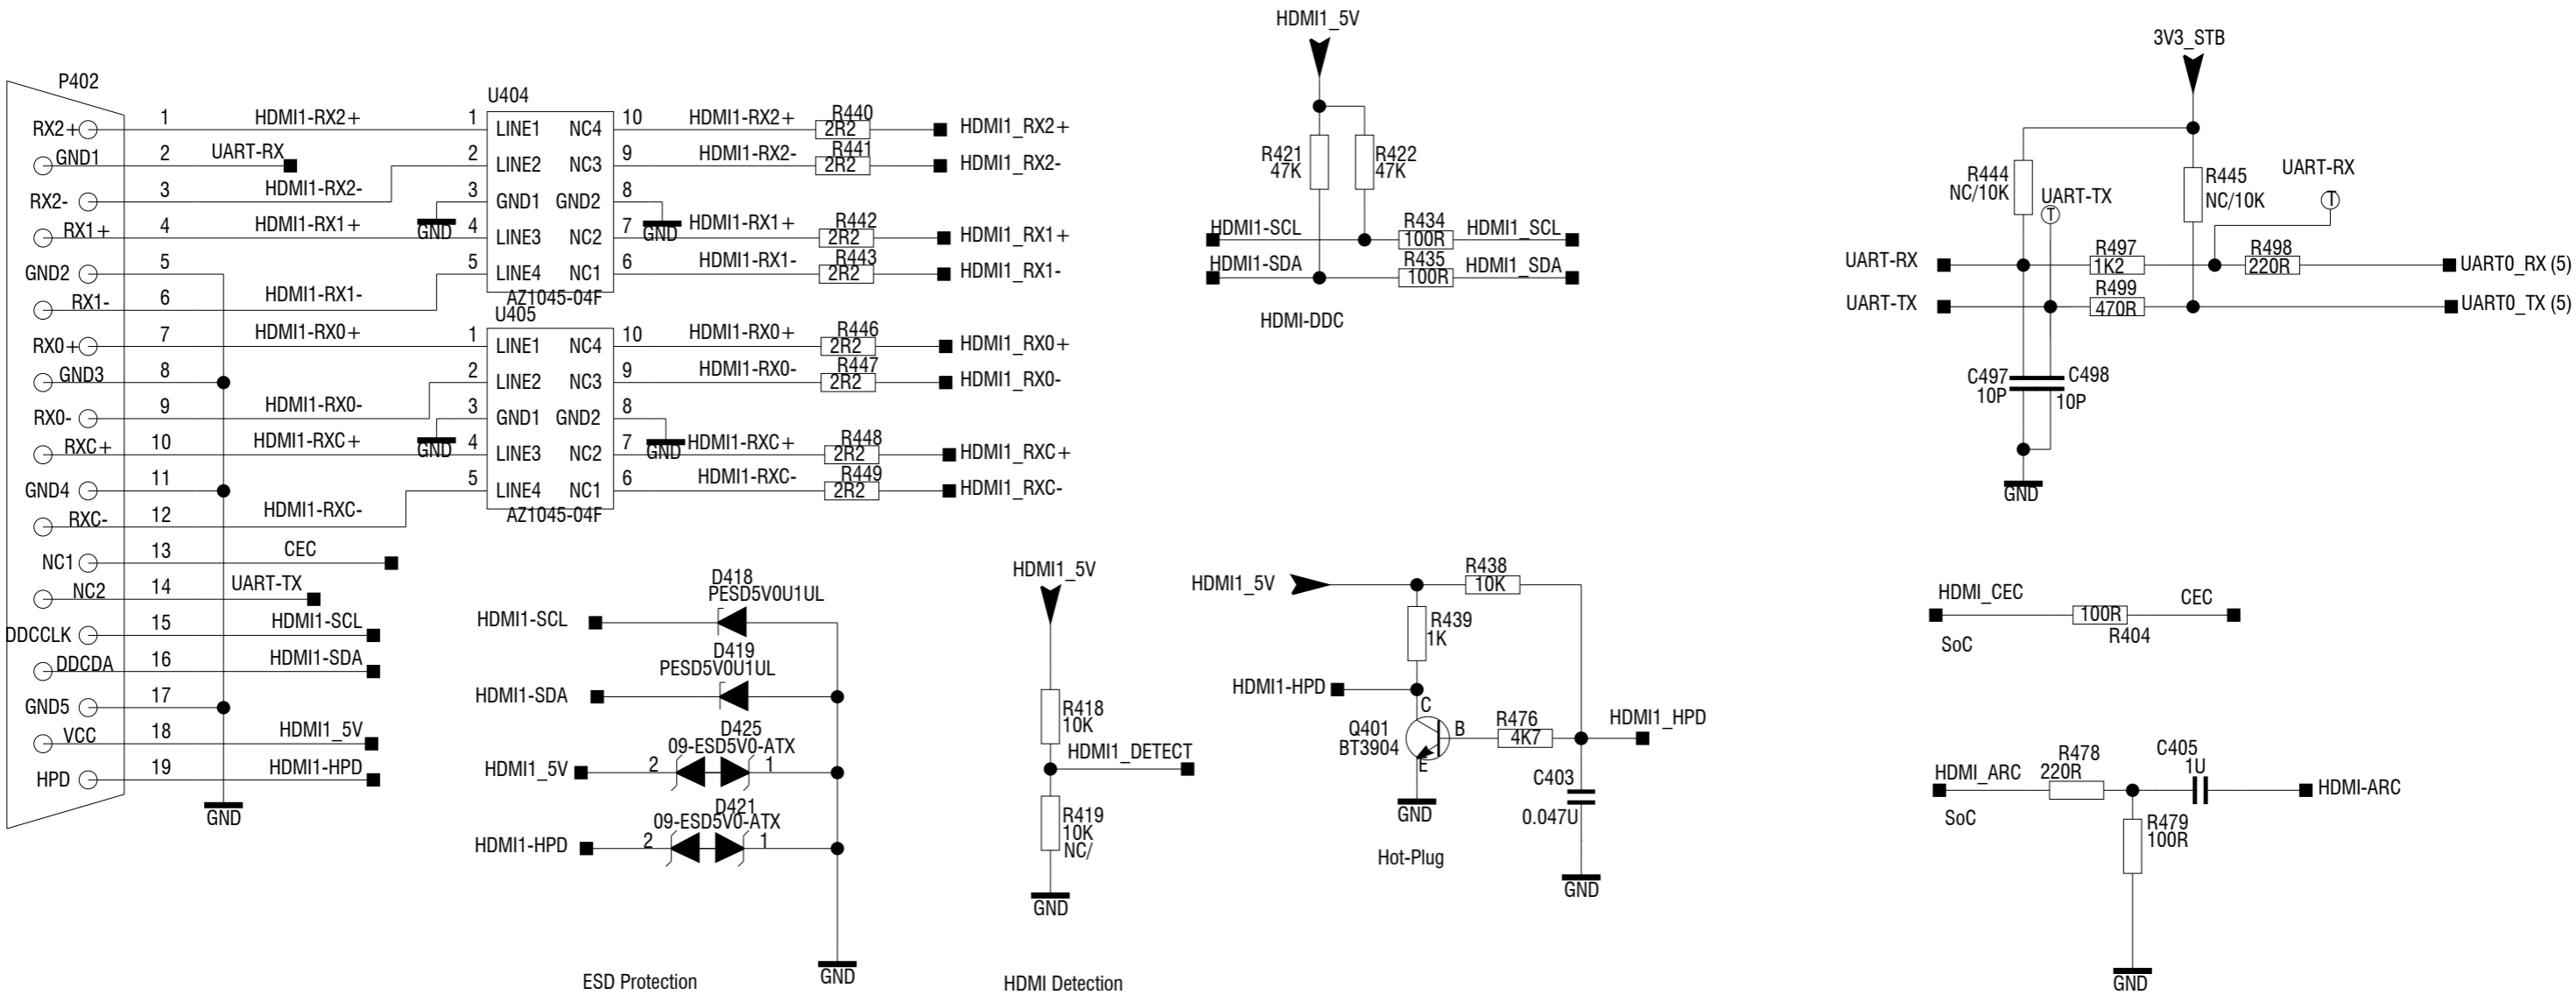 HDMI1_5V
3V3_STB
P402
U404
RX2+ 1 HDMI1-RX2+ 1 LINE1 NC4 10 HDMI1-RX2+ R440 2R2 HDMI1_RX2+
GND1 2 UART-RX 2 LINE2 NC3 9 HDMI1-RX2- R441 2R2 HDMI1_RX2-
RX2- 3 HDMI1-RX2- 3 GND1 GND2 8
GND GND
RX1+ 4 HDMI1-RX1+ 4 LINE3 NC2 7 HDMI1-RX1+ R442 2R2 HDMI1_RX1+
GND2 5 5 LINE4 NC1 6 HDMI1-RX1- R443 2R2 HDMI1_RX1-
RX1- 6 HDMI1-RX1- AZ1045-04F
U405
RX0+ 7 HDMI1-RX0+ 1 LINE1 NC4 10 HDMI1-RX0+ R446 2R2 HDMI1_RX0+
GND3 8 2 LINE2 NC3 9 HDMI1-RX0- R447 2R2 HDMI1_RX0-
RX0- 9 HDMI1-RX0- 3 GND1 GND2 8
GND GND
RXC+ 10 HDMI1-RXC+ 4 LINE3 NC2 7 HDMI1-RXC+ R448 2R2 HDMI1_RXC+
GND4 11 5 LINE4 NC1 6 HDMI1-RXC- R449 2R2 HDMI1_RXC-
RXC- 12 HDMI1-RXC- AZ1045-04F
NC1 13 CEC
NC2 14 UART-TX
DDCCLK 15 HDMI1-SCL
DDCDA 16 HDMI1-SDA
GND5 17
VCC 18 HDMI1_5V
HPD 19 HDMI1-HPD
GND
R421 R422
47K 47K
HDMI1-SCL R434 100R HDMI1_SCL
HDMI1-SDA R435 100R HDMI1_SDA
HDMI-DDC
R444
NC/10K
UART-TX
T
R445
NC/10K
UART-RX
T
UART-RX R497 1K2 R498 220R UART0_RX (5)
UART-TX R499 470R UART0_TX (5)
C497 C498
10P 10P
GND
D418
PESD5V0U1UL
HDMI1-SCL
D419
PESD5V0U1UL
HDMI1-SDA
D425
09-ESD5V0-ATX
HDMI1_5V 2 1
D421
09-ESD5V0-ATX
HDMI1-HPD 2 1
GND
ESD Protection
HDMI1_5V
R418
10K
HDMI1_DETECT
R419
10K
NC/
GND
HDMI Detection
HDMI1_5V R438 10K
R439
1K
HDMI1-HPD
C
Q401
BT3904
B
E
R476
4K7
HDMI1_HPD
C403
0.047U
GND
GND
Hot-Plug
HDMI_CEC 100R CEC
R404
SoC
HDMI_ARC R478 220R C405 1U HDMI-ARC
SoC
R479
100R
GND